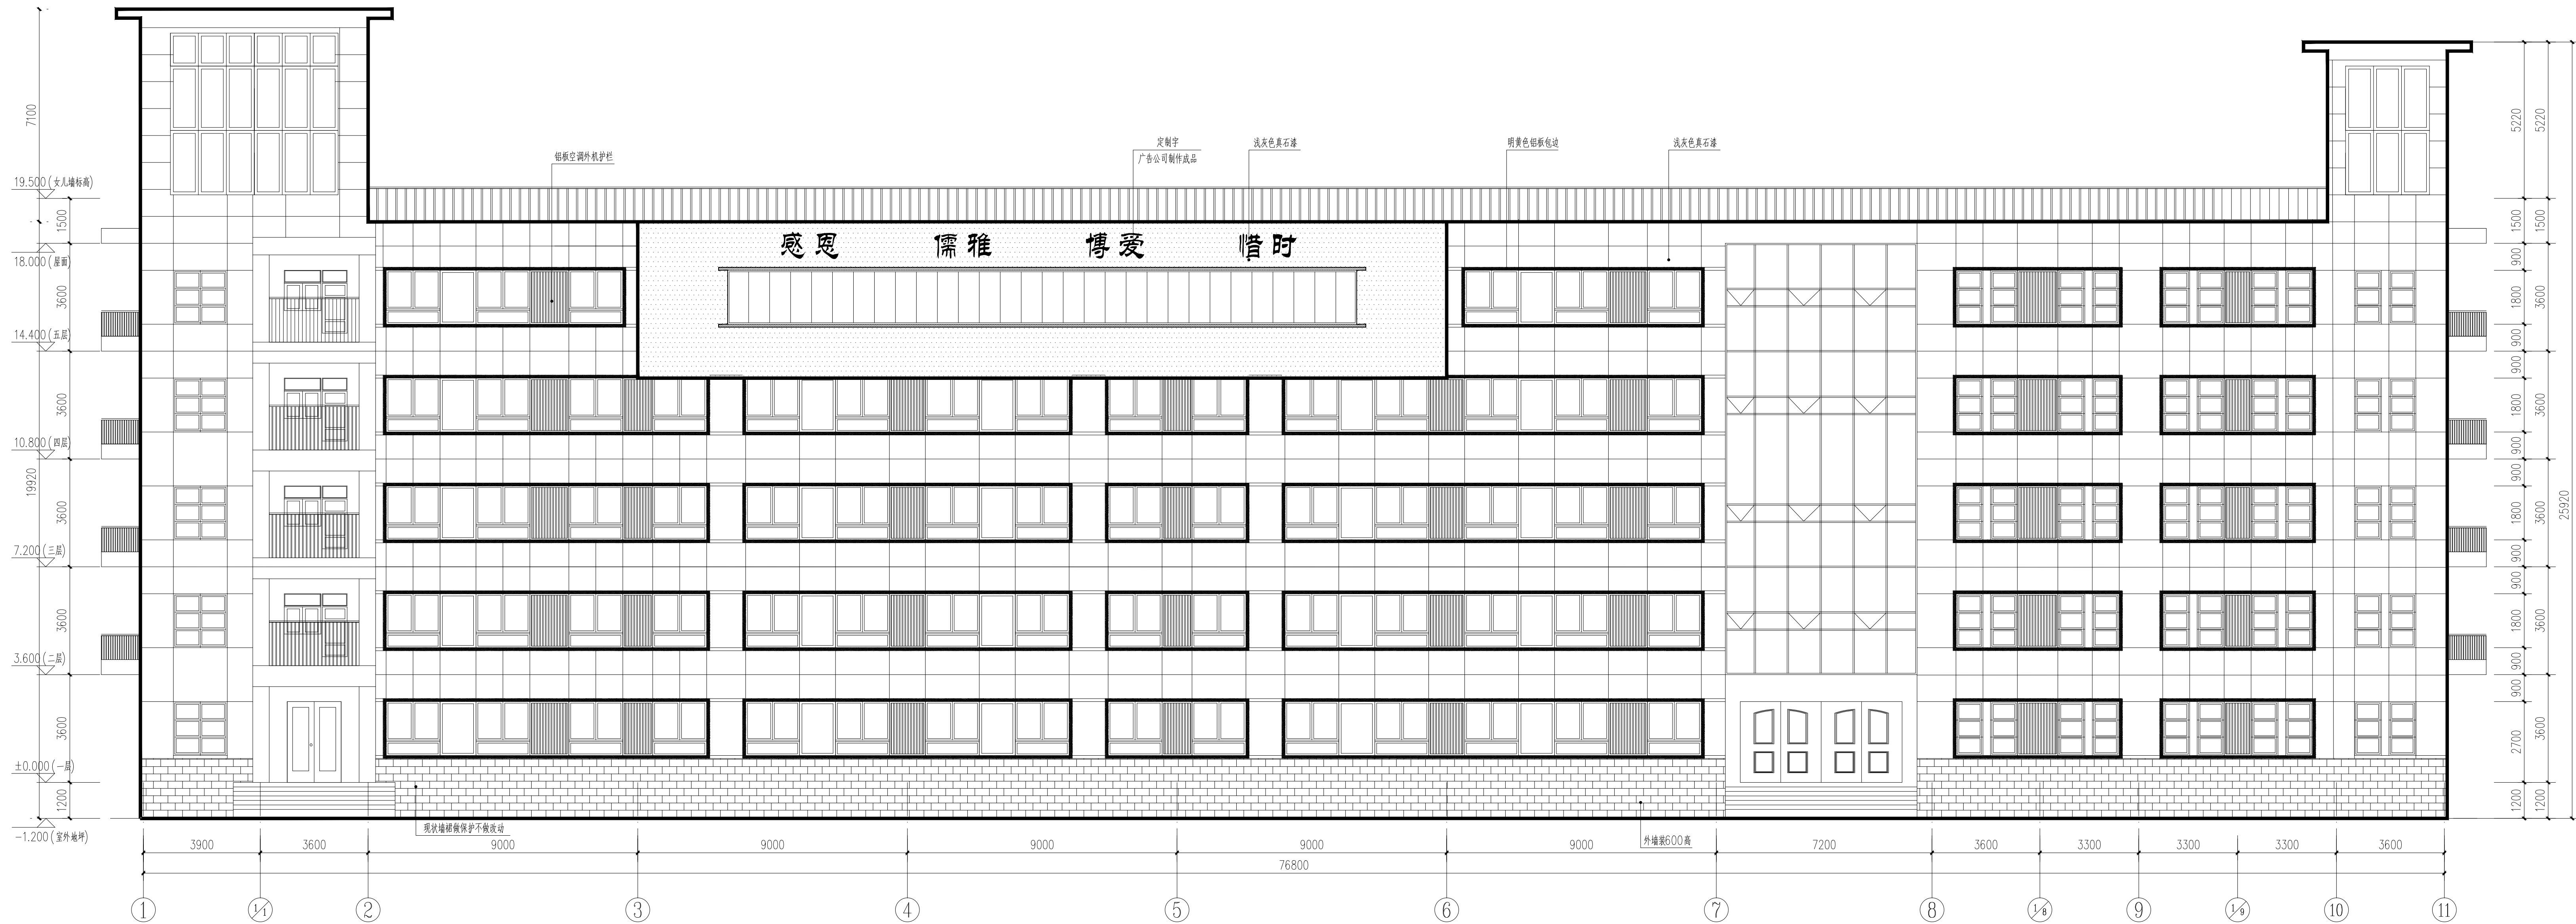 铝板空调外机护栏
定制字
广告公司制作成品
浅灰色真石漆
明黄色铝板包边
浅灰色真石漆
感恩 儒雅 博爱 惜时
7100
19.500(女儿墙标高)
1500
18.000(屋面)
3600
14.400(五层)
3600
10.800(四层)
19920
3600
7.200(三层)
3600
3.600(二层)
3600
±0.000(一层)
1200
-1.200(室外地坪)
5220
1500
900
1800
900
900
1800
900
900
1800
900
900
1800
900
900
2700
1200
5220
1500
3600
3600
3600
3600
3600
1200
25920
现状墙裙做保护不做改动
外墙裝600高
3900 3600 9000 9000 9000 9000 9000 7200 3600 3300 3300 3300 3600
76800
1 1/1 2 3 4 5 6 7 8 1/8 9 1/9 10 11